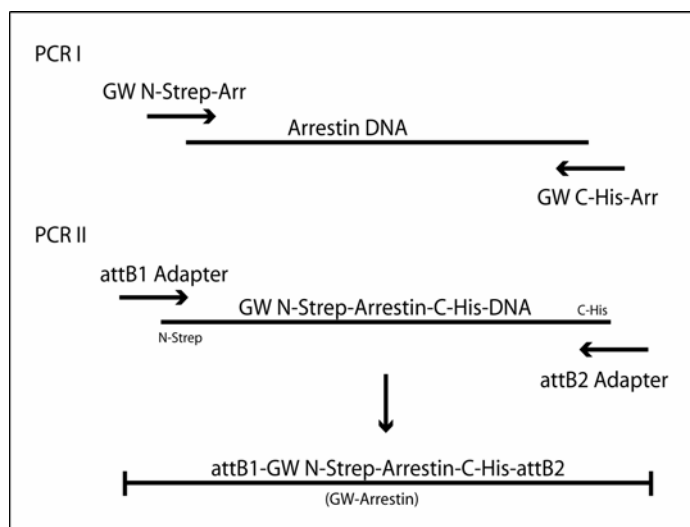 PCR I
GW N-Strep-Arr
Arrestin DNA
GW C-His-Arr
PCR II
attB1 Adapter
GW N-Strep-Arrestin-C-His-DNA
C-His
N-Strep
attB2 Adapter
attB1-GW N-Strep-Arrestin-C-His-attB2
(GW-Arrestin)